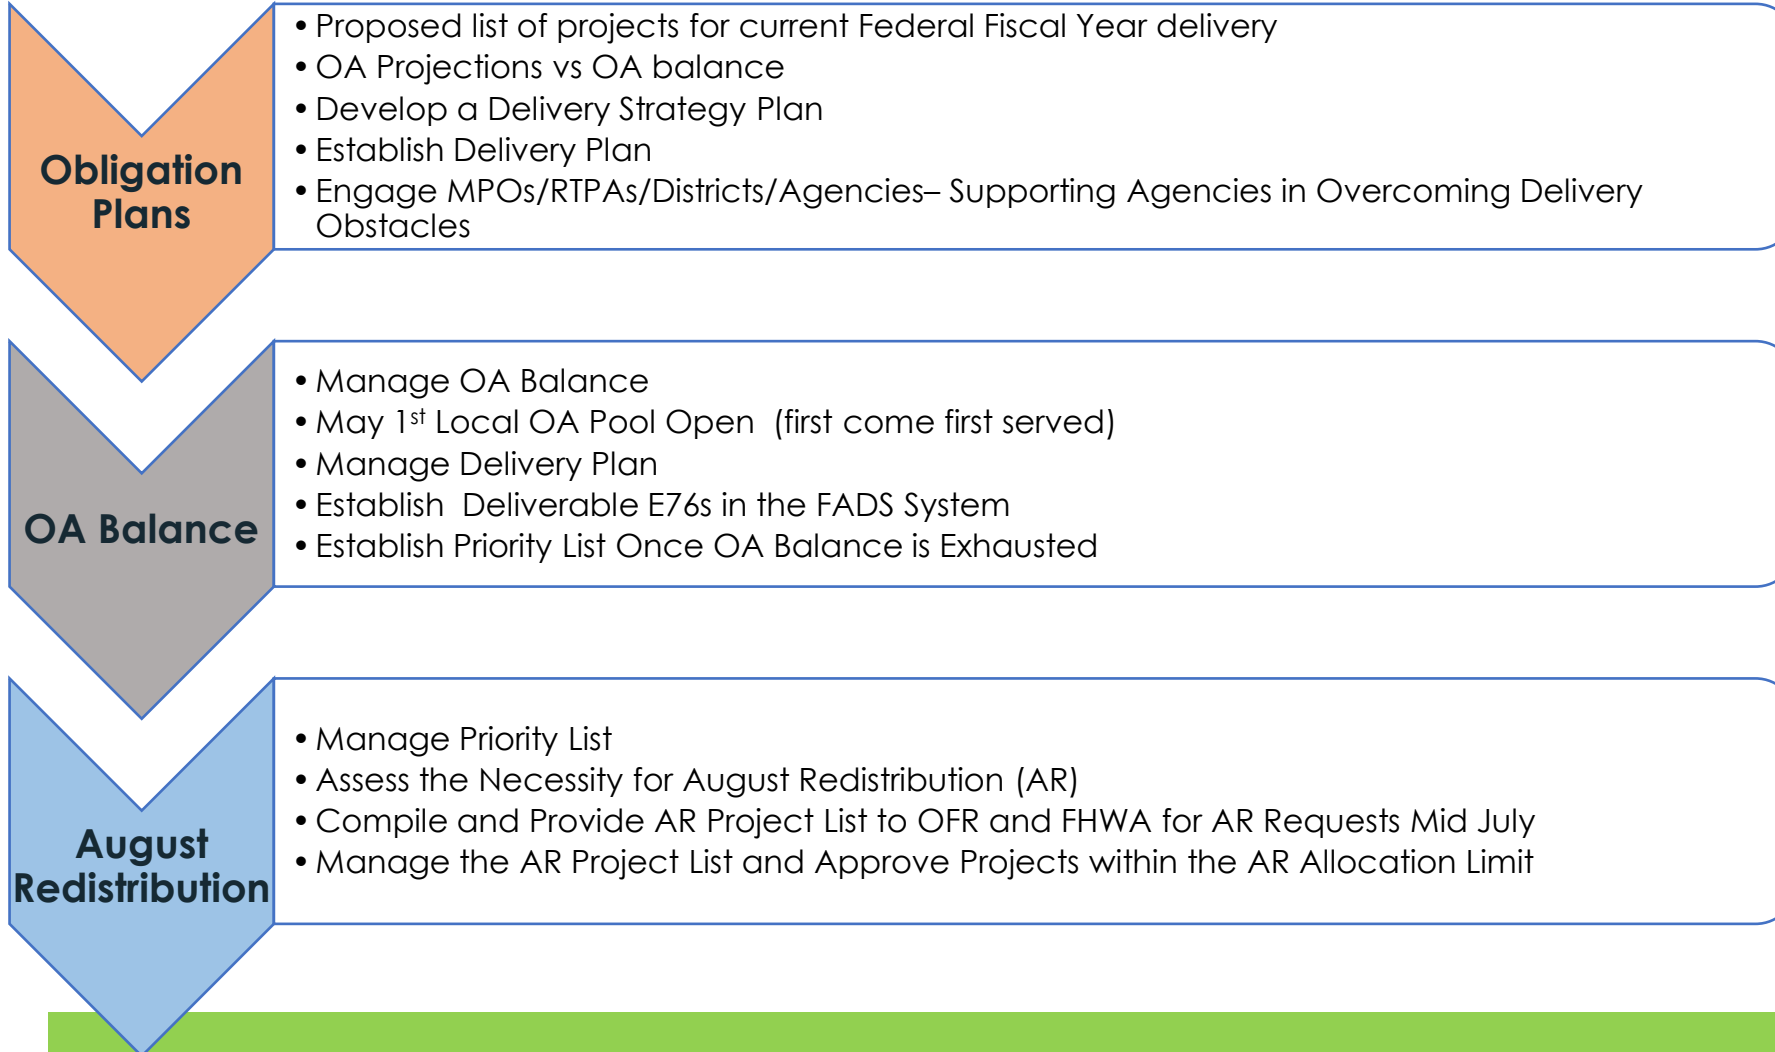 Obligation
Plans
• Proposed list of projects for current Federal Fiscal Year delivery
• OA Projections vs OA balance
• Develop a Delivery Strategy Plan
• Establish Delivery Plan
• Engage MPOs/RTPAs/Districts/Agencies– Supporting Agencies in Overcoming Delivery
Obstacles
OA Balance
• Manage OA Balance
• May 1st Local OA Pool Open  (first come first served)
• Manage Delivery Plan
• Establish  Deliverable E76s in the FADS System
• Establish Priority List Once OA Balance is Exhausted
August
Redistribution
• Manage Priority List
• Assess the Necessity for August Redistribution (AR)
• Compile and Provide AR Project List to OFR and FHWA for AR Requests Mid July
• Manage the AR Project List and Approve Projects within the AR Allocation Limit